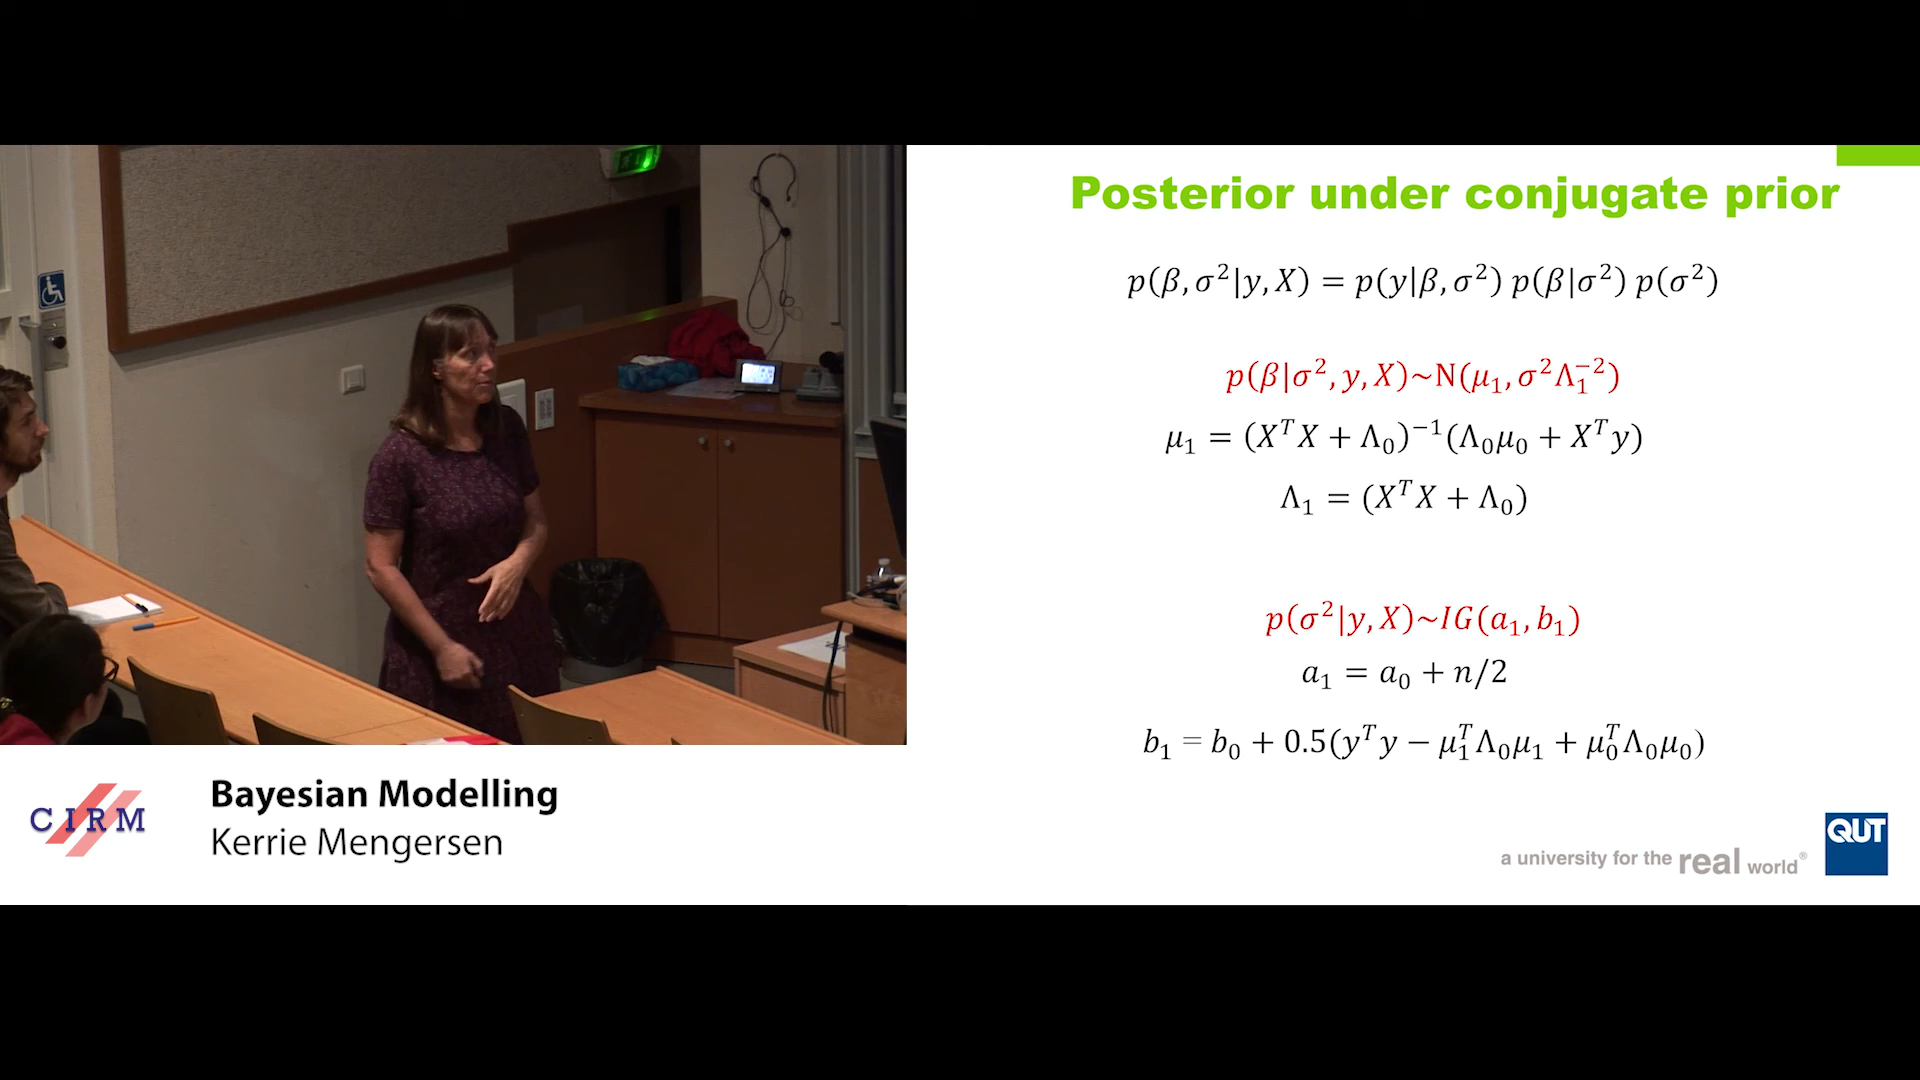 Posterior under conjugate prior
p(β, σ²|y, X) = p(y|β, σ²) p(β|σ²) p(σ²)
p(β|σ², y, X)~N(μ₁, σ²Λ₁⁻²)
μ₁ = (XᵀX + Λ₀)⁻¹(Λ₀μ₀ + Xᵀy)
Λ₁ = (XᵀX + Λ₀)
p(σ²|y, X)~IG(a₁, b₁)
a₁ = a₀ + n/2
b₁ = b₀ + 0.5(yᵀy − μ₁ᵀΛ₀μ₁ + μ₀ᵀΛ₀μ₀)
CIRM
Bayesian Modelling
Kerrie Mengersen
a university for the real world®
QUT